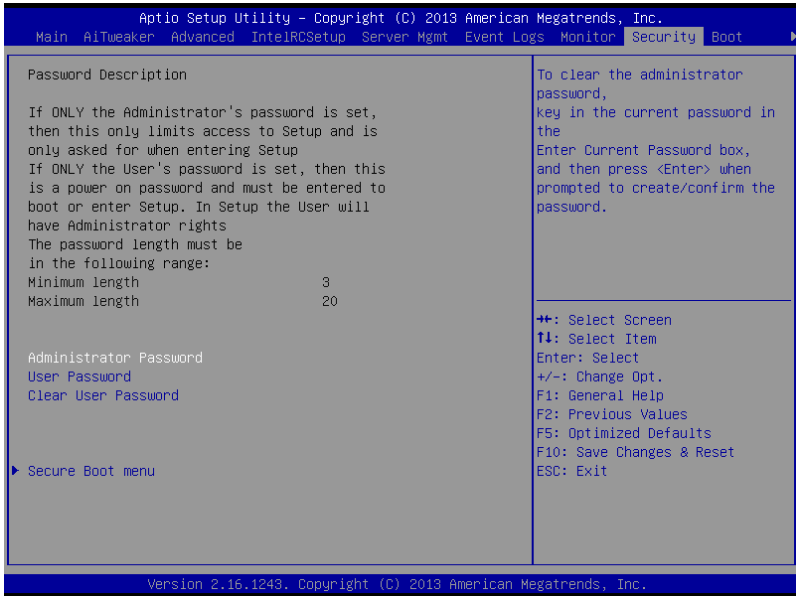 Aptio Setup Utility – Copyright (C) 2013 American Megatrends, Inc.
Main AiTweaker Advanced IntelRCSetup Server Mgmt Event Logs Monitor Security Boot
Password Description
If ONLY the Administrator's password is set,
then this only limits access to Setup and is
only asked for when entering Setup
If ONLY the User's password is set, then this
is a power on password and must be entered to
boot or enter Setup. In Setup the User will
have Administrator rights
The password length must be
in the following range:
Minimum length 3
Maximum length 20
Administrator Password
User Password
Clear User Password
Secure Boot menu
To clear the administrator
password,
key in the current password in
the
Enter Current Password box,
and then press <Enter> when
prompted to create/confirm the
password.
→←: Select Screen
↑↓: Select Item
Enter: Select
+/-: Change Opt.
F1: General Help
F2: Previous Values
F5: Optimized Defaults
F10: Save Changes & Reset
ESC: Exit
Version 2.16.1243. Copyright (C) 2013 American Megatrends, Inc.